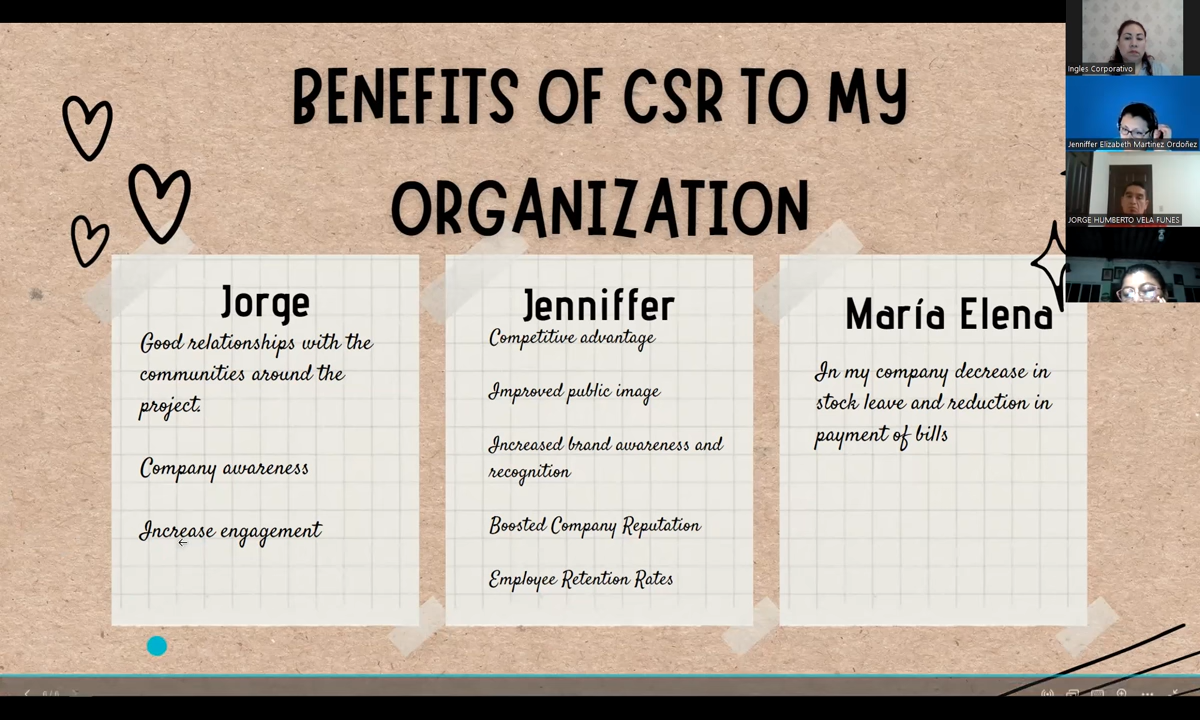 BENEFITS OF CSR TO MY
ORGANIZATION
Jorge
Good relationships with the
communities around the
project.
Company awareness
Increase engagement
Jenniffer
Competitive advantage
Improved public image
Increased brand awareness and
recognition
Boosted Company Reputation
Employee Retention Rates
María Elena
In my company decrease in
stock leave and reduction in
payment of bills
Ingles Corporativo
Jenniffer Elizabeth Martinez Ordoñez
JORGE HUMBERTO VELA FUNES